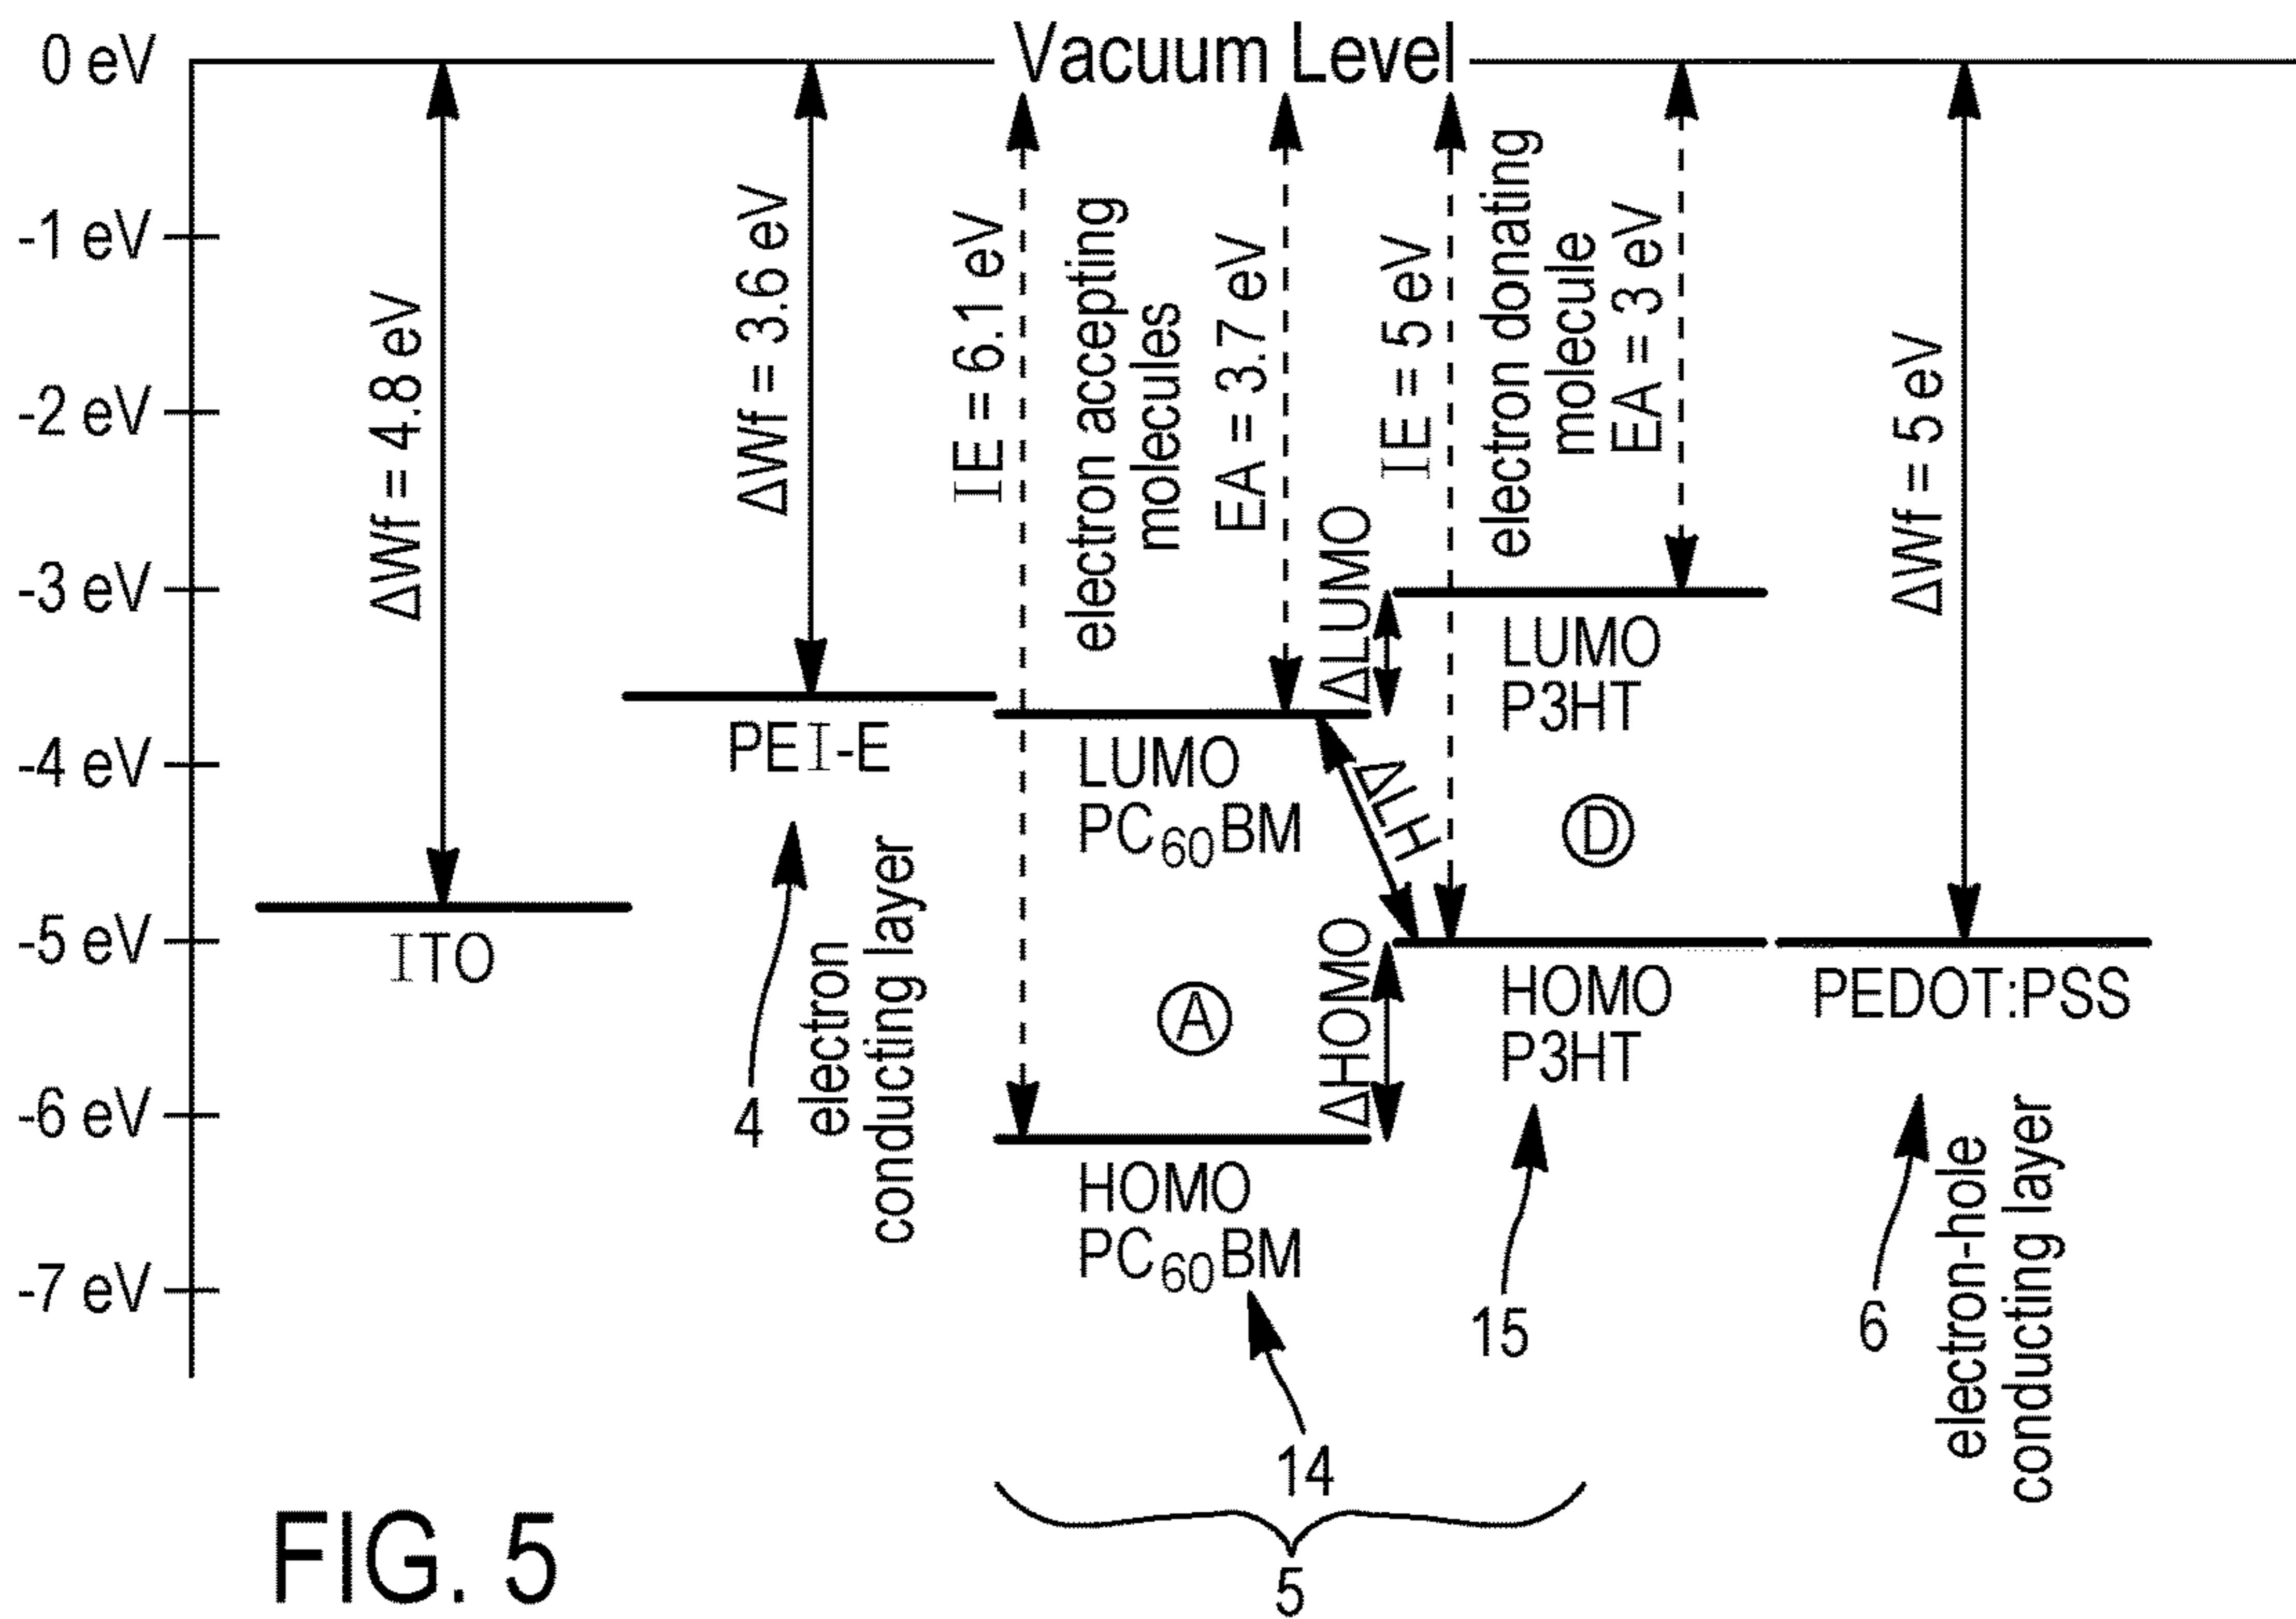 Vacuum Level
0 eV
-1 eV
-2 eV
-3 eV
-4 eV
-5 eV
-6 eV
-7 eV
ΔWf = 4.8 eV
ITO
ΔWf = 3.6 eV
PEI-E
4
electron
conducting layer
IE = 6.1 eV
electron accepting
molecules
EA = 3.7 eV
LUMO
PC60BM
A
HOMO
PC60BM
14
ΔLUMO
ΔLH
ΔHOMO
IE = 5 eV
electron donating
molecule
EA = 3 eV
LUMO
P3HT
D
HOMO
P3HT
15
5
ΔWf = 5 eV
PEDOT:PSS
6
electron-hole
conducting layer
FIG. 5